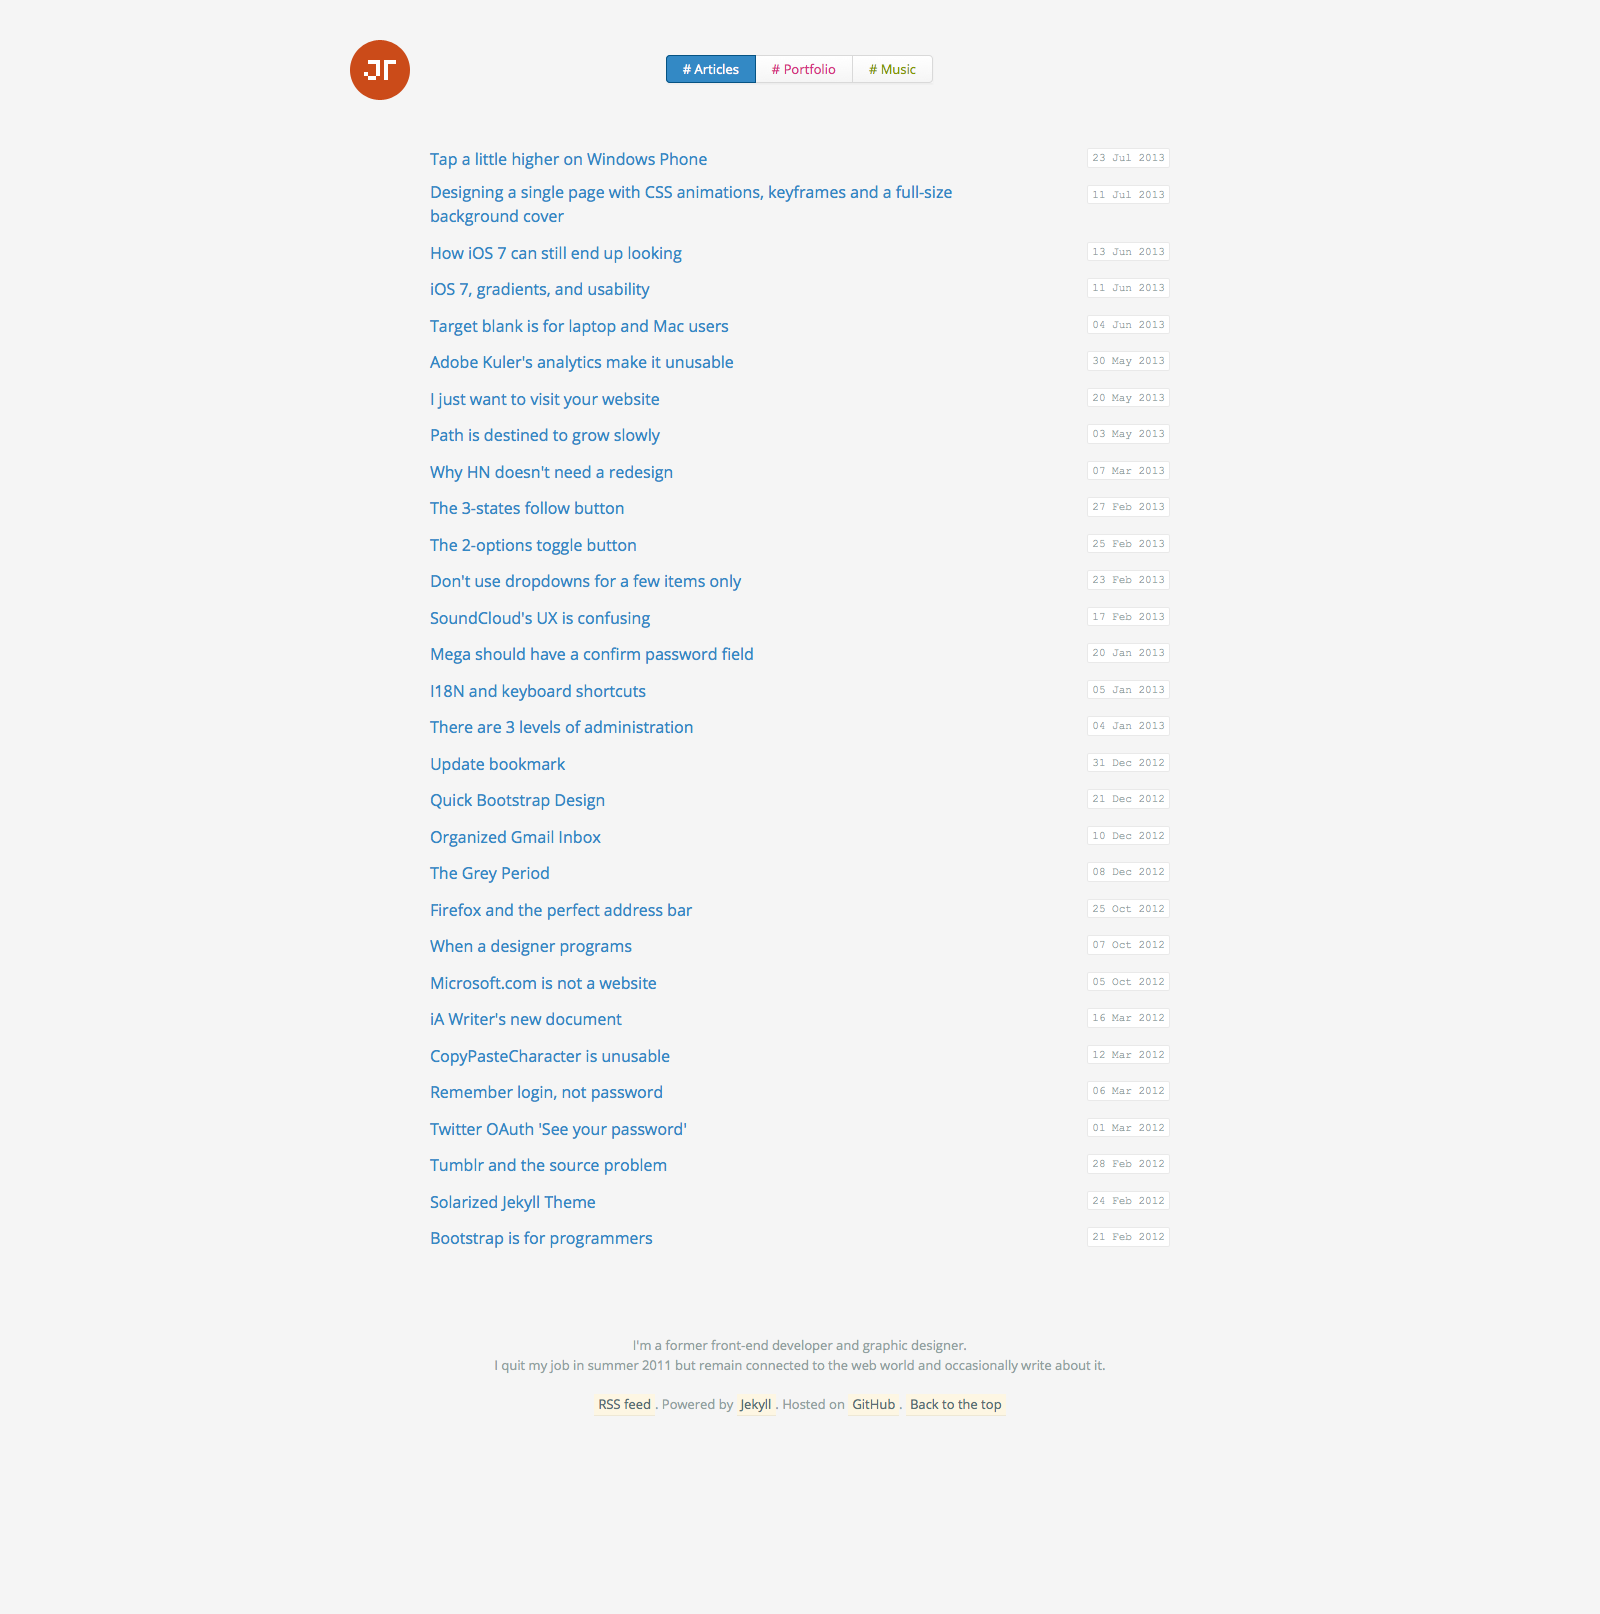 JT
# Articles # Portfolio # Music
Tap a little higher on Windows Phone 23 Jul 2013
Designing a single page with CSS animations, keyframes and a full-size 11 Jul 2013
background cover
How iOS 7 can still end up looking 13 Jun 2013
iOS 7, gradients, and usability 11 Jun 2013
Target blank is for laptop and Mac users 04 Jun 2013
Adobe Kuler's analytics make it unusable 30 May 2013
I just want to visit your website 20 May 2013
Path is destined to grow slowly 03 May 2013
Why HN doesn't need a redesign 07 Mar 2013
The 3-states follow button 27 Feb 2013
The 2-options toggle button 25 Feb 2013
Don't use dropdowns for a few items only 23 Feb 2013
SoundCloud's UX is confusing 17 Feb 2013
Mega should have a confirm password field 20 Jan 2013
I18N and keyboard shortcuts 05 Jan 2013
There are 3 levels of administration 04 Jan 2013
Update bookmark 31 Dec 2012
Quick Bootstrap Design 21 Dec 2012
Organized Gmail Inbox 10 Dec 2012
The Grey Period 08 Dec 2012
Firefox and the perfect address bar 25 Oct 2012
When a designer programs 07 Oct 2012
Microsoft.com is not a website 05 Oct 2012
iA Writer's new document 16 Mar 2012
CopyPasteCharacter is unusable 12 Mar 2012
Remember login, not password 06 Mar 2012
Twitter OAuth 'See your password' 01 Mar 2012
Tumblr and the source problem 28 Feb 2012
Solarized Jekyll Theme 24 Feb 2012
Bootstrap is for programmers 21 Feb 2012
I'm a former front-end developer and graphic designer.
I quit my job in summer 2011 but remain connected to the web world and occasionally write about it.
RSS feed. Powered by Jekyll. Hosted on GitHub. Back to the top